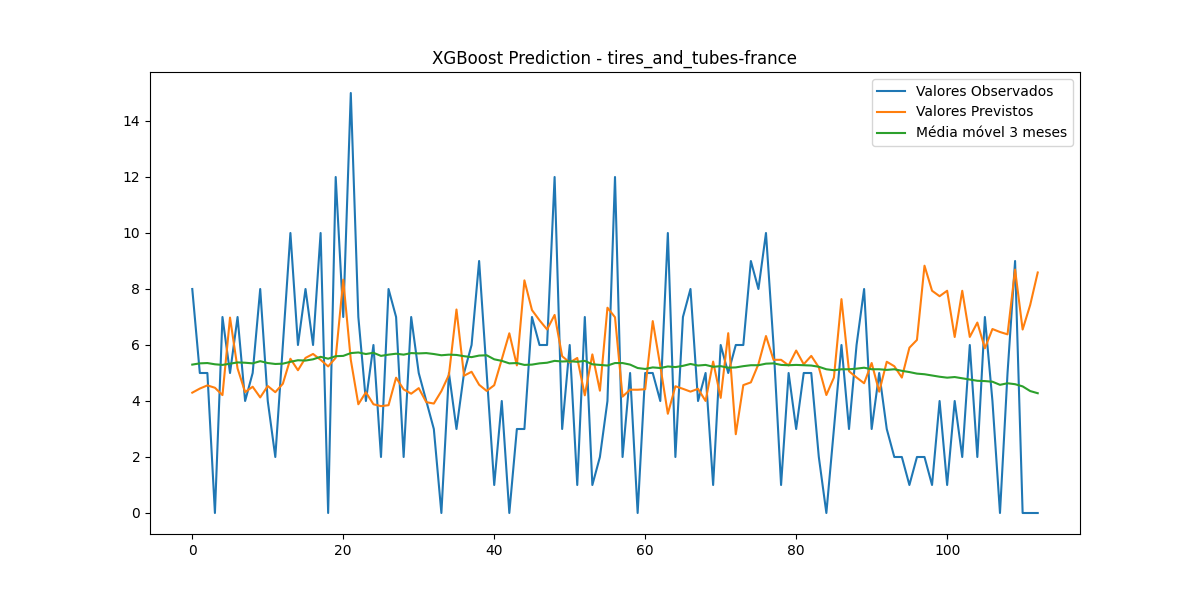 XGBoost Prediction - tires_and_tubes-france
Valores Observados
Valores Previstos
Média móvel 3 meses
14
12
10
8
6
4
2
0
0 20 40 60 80 100